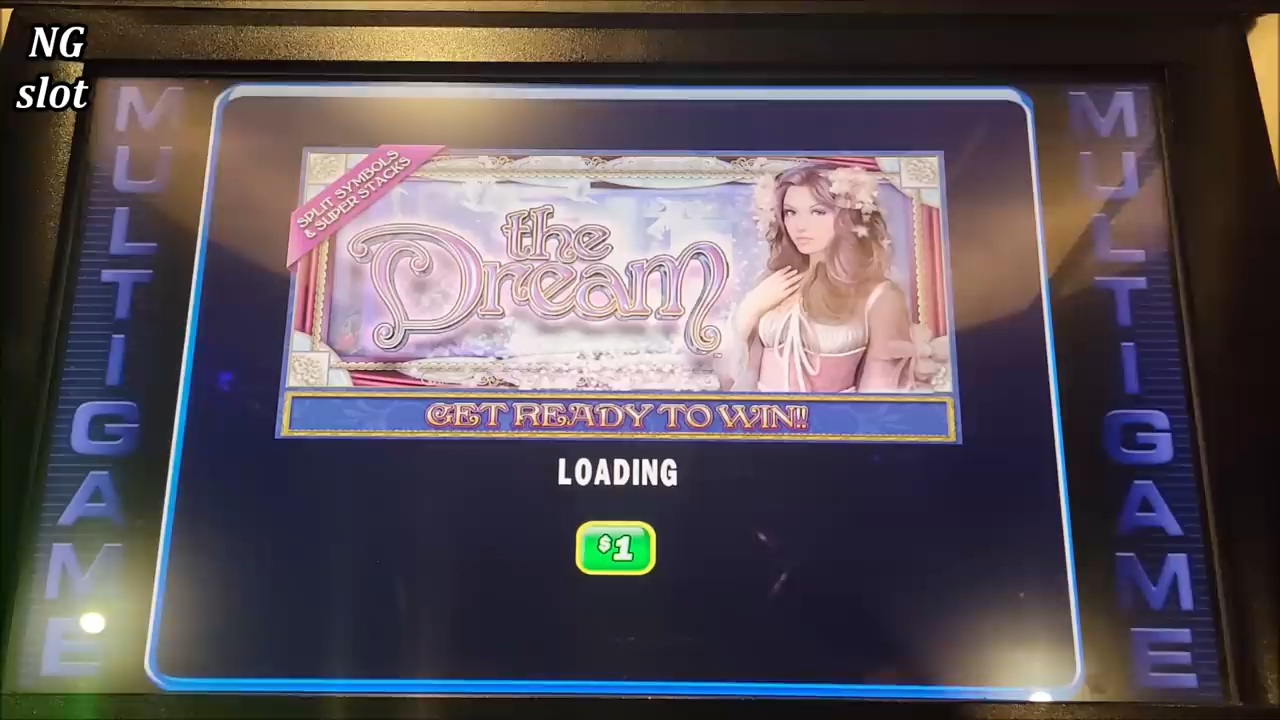 NG
slot
MULTIGAME
SPLIT SYMBOLS
& SUPER STACKS
the
Dream
GET READY TO WIN!!
LOADING
$1
MULTIGAME